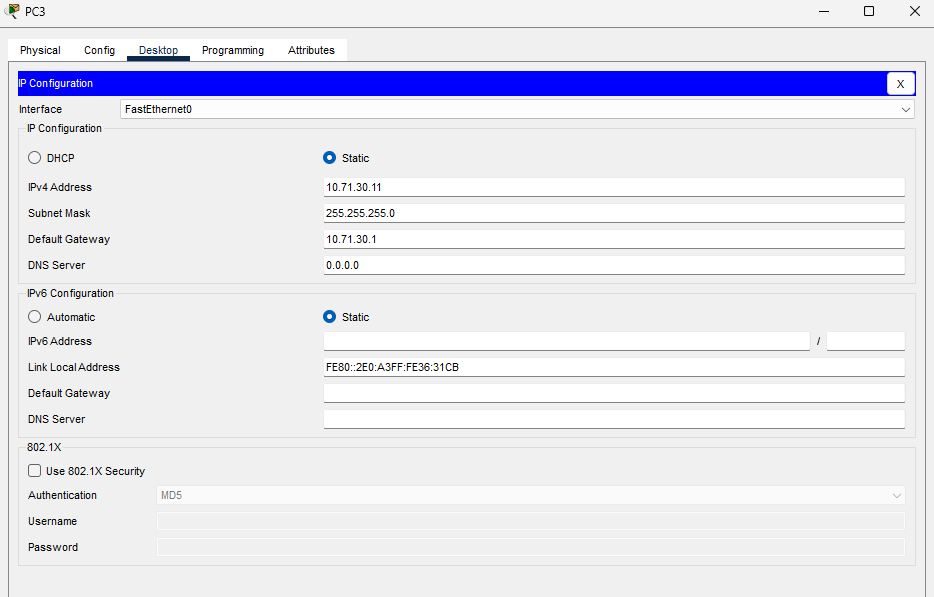 PC3
Physical Config Desktop Programming Attributes
IP Configuration X
Interface FastEthernet0
IP Configuration
DHCP Static
IPv4 Address 10.71.30.11
Subnet Mask 255.255.255.0
Default Gateway 10.71.30.1
DNS Server 0.0.0.0
IPv6 Configuration
Automatic Static
IPv6 Address /
Link Local Address FE80::2E0:A3FF:FE36:31CB
Default Gateway
DNS Server
802.1X
Use 802.1X Security
Authentication MD5
Username
Password